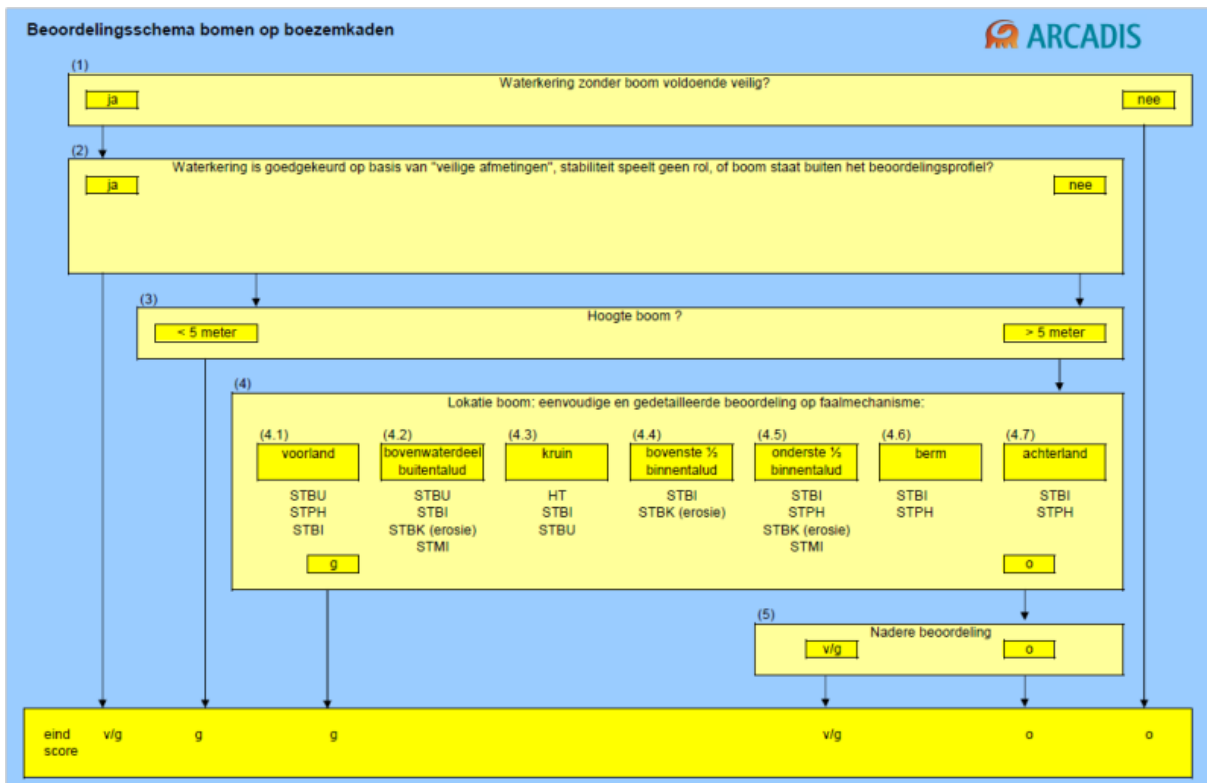 Beoordelingsschema bomen op boezemkaden
ARCADIS
(1)
Waterkering zonder boom voldoende veilig?
ja
nee
(2)
Waterkering is goedgekeurd op basis van "veilige afmetingen", stabiliteit speelt geen rol, of boom staat buiten het beoordelingsprofiel?
ja
nee
(3)
Hoogte boom ?
< 5 meter
> 5 meter
(4)
Lokatie boom: eenvoudige en gedetailleerde beoordeling op faalmechanisme:
(4.1)
voorland
STBU
STPH
STBI
(4.2)
bovenwaterdeel
buitentalud
STBU
STBI
STBK (erosie)
STMI
(4.3)
kruin
HT
STBI
STBU
(4.4)
bovenste ½
binnentalud
STBI
STBK (erosie)
(4.5)
onderste ½
binnentalud
STBI
STPH
STBK (erosie)
STMI
(4.6)
berm
STBI
STPH
(4.7)
achterland
STBI
STPH
g
o
(5)
Nadere beoordeling
v/g
o
eind
score
v/g
g
g
v/g
o
o